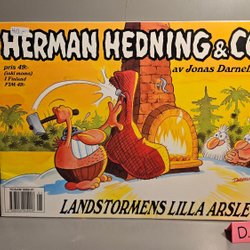 HERMAN HEDNING & CO
av Jonas Darnell
pris 49:-
(inkl moms)
I Finland
FIM 49:-
LANDSTORMENS LILLA ARSLE
D